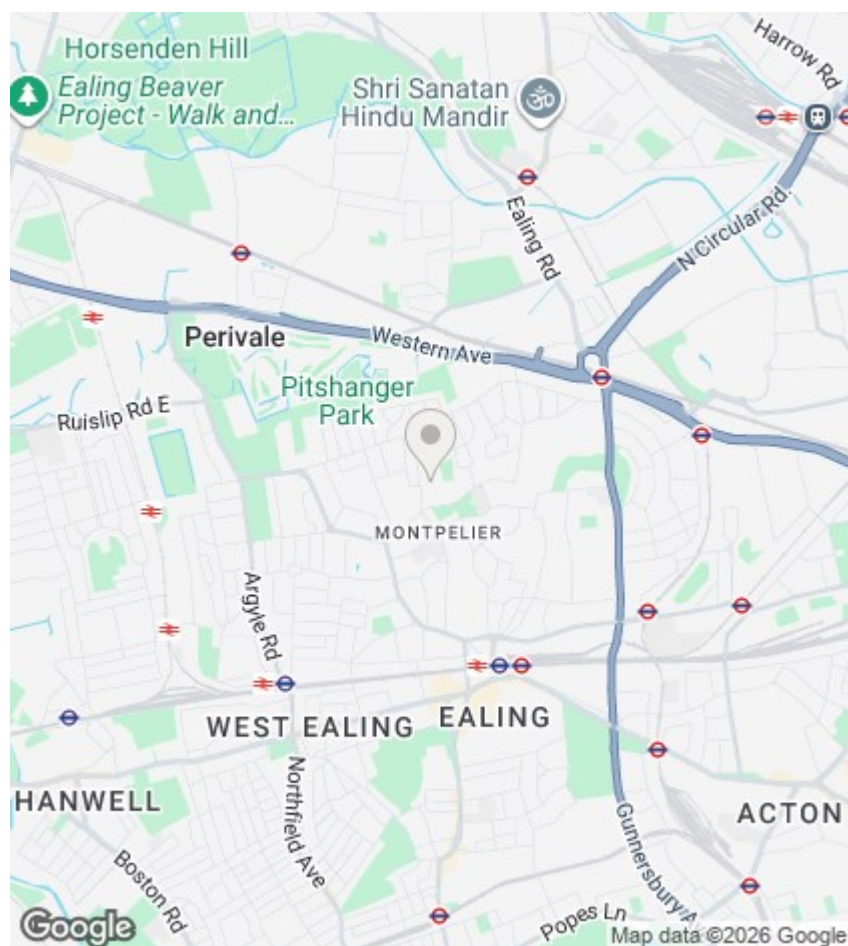 Horsenden Hill
Harrow Rd
Ealing Beaver
Project - Walk and...
Shri Sanatan
Hindu Mandir
Ealing Rd
N Circular Rd.
Western Ave
Perivale
Pitshanger
Park
Ruislip Rd E
MONTPELIER
Argyle Rd
WEST EALING
EALING
HANWELL
Northfield Ave
ACTON
Gunnersbury A
Boston Rd
Popes Ln
Google
Map data ©2026 Google